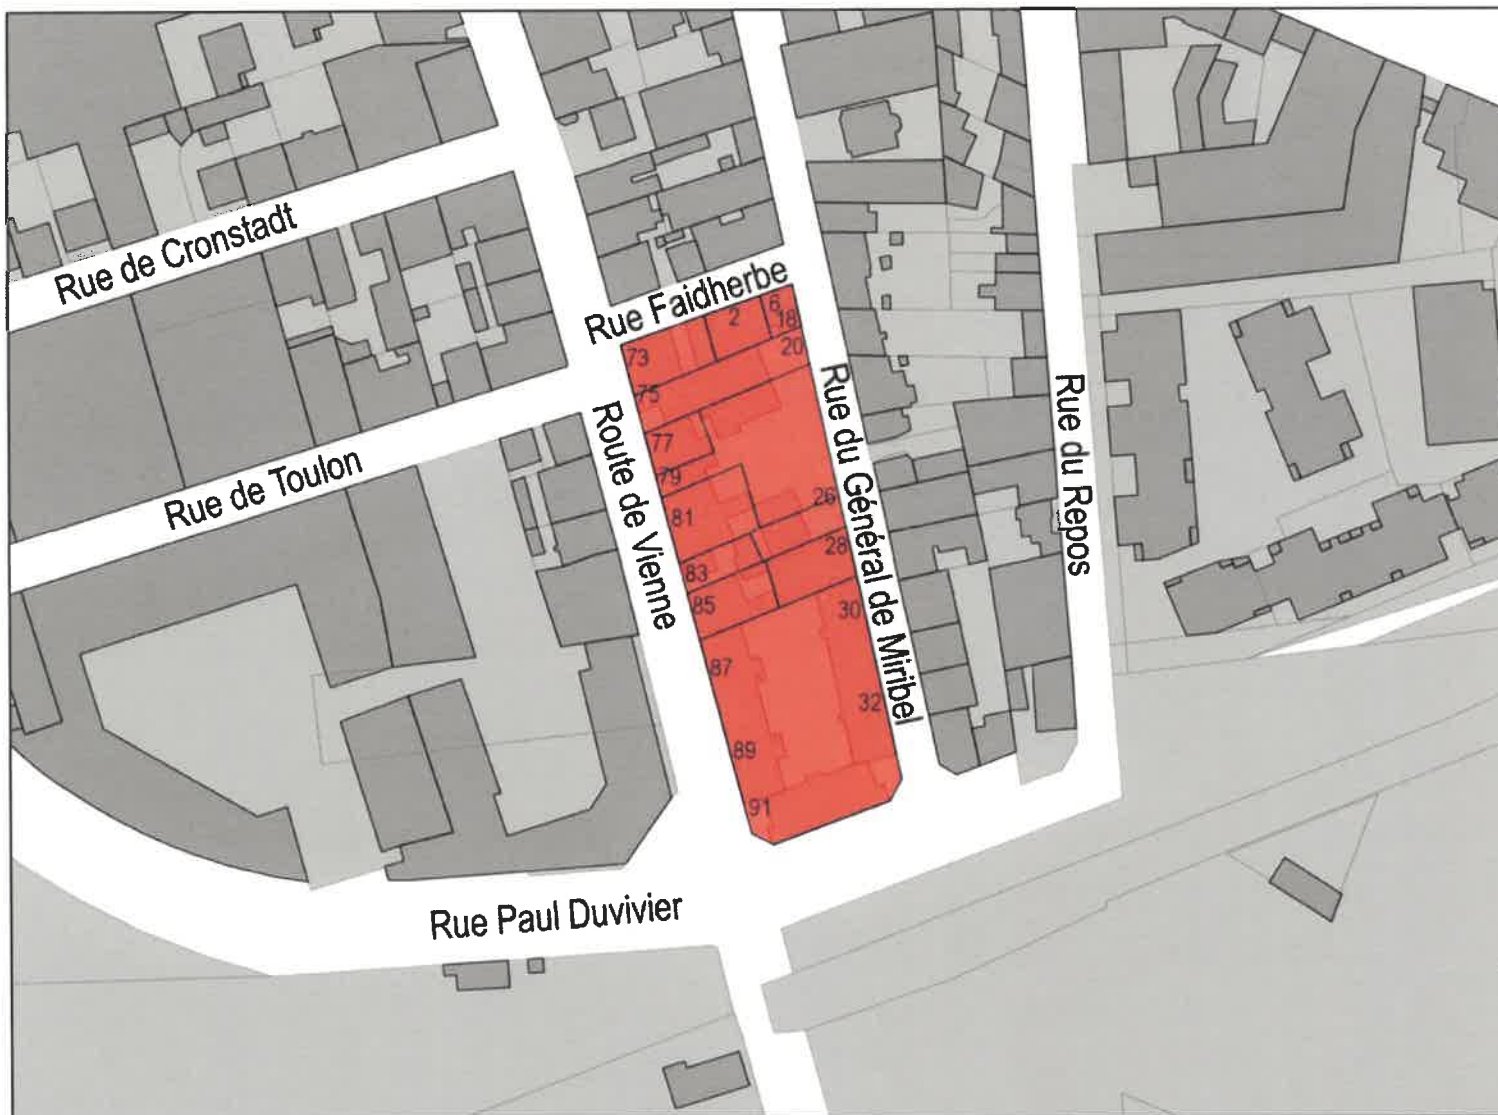 Rue de Cronstadt
Rue Faidherbe
6
2
18
73
20
75
Rue de Toulon
Route de Vienne
77
79
81
26
28
83
85
30
87
32
89
91
Rue du Général de Miribel
Rue du Repos
Rue Paul Duvivier